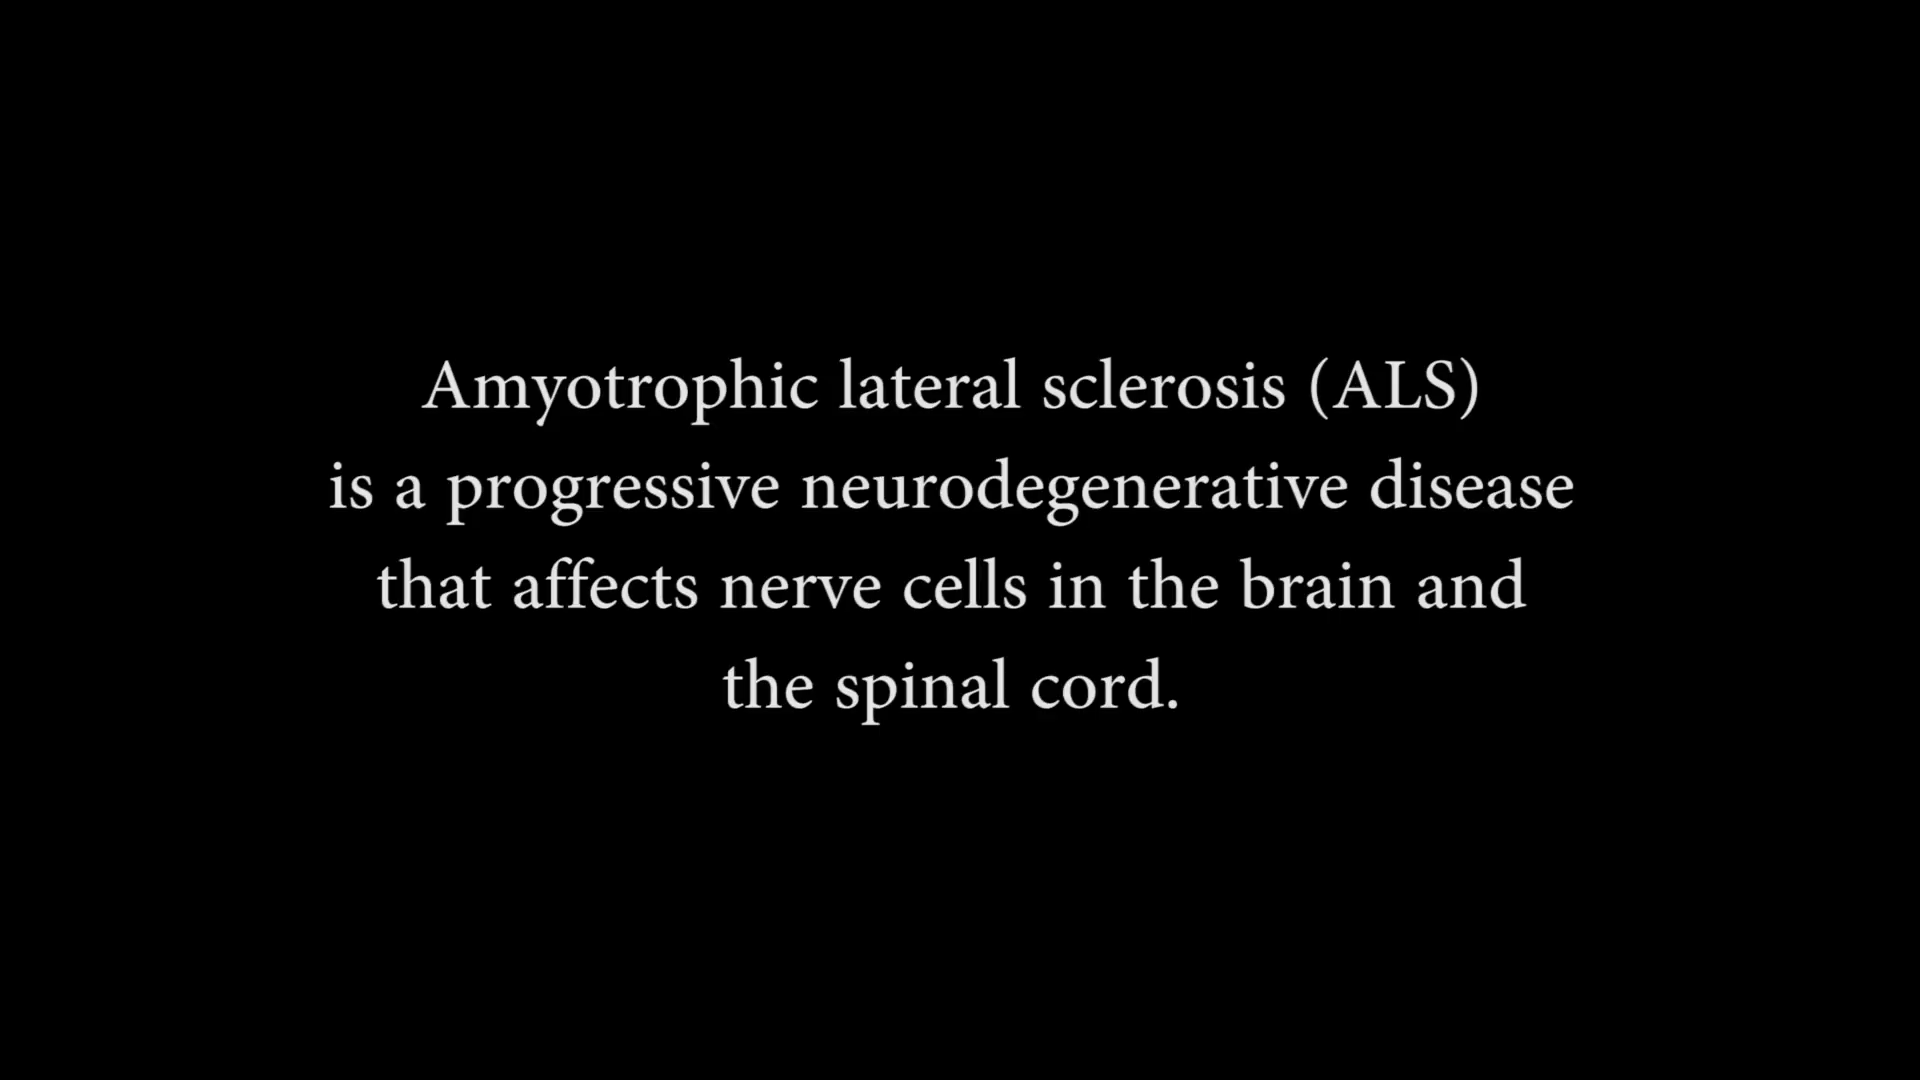 Amyotrophic lateral sclerosis (ALS)
is a progressive neurodegenerative disease
that affects nerve cells in the brain and
the spinal cord.